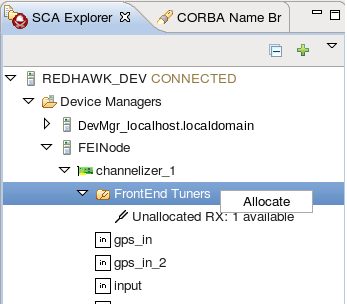 SCA Explorer CORBA Name Br
REDHAWK_DEV CONNECTED
Device Managers
DevMgr_localhost.localdomain
FEINode
channelizer_1
FrontEnd Tuners
Allocate
Unallocated RX: 1 available
in gps_in
in gps_in_2
in input